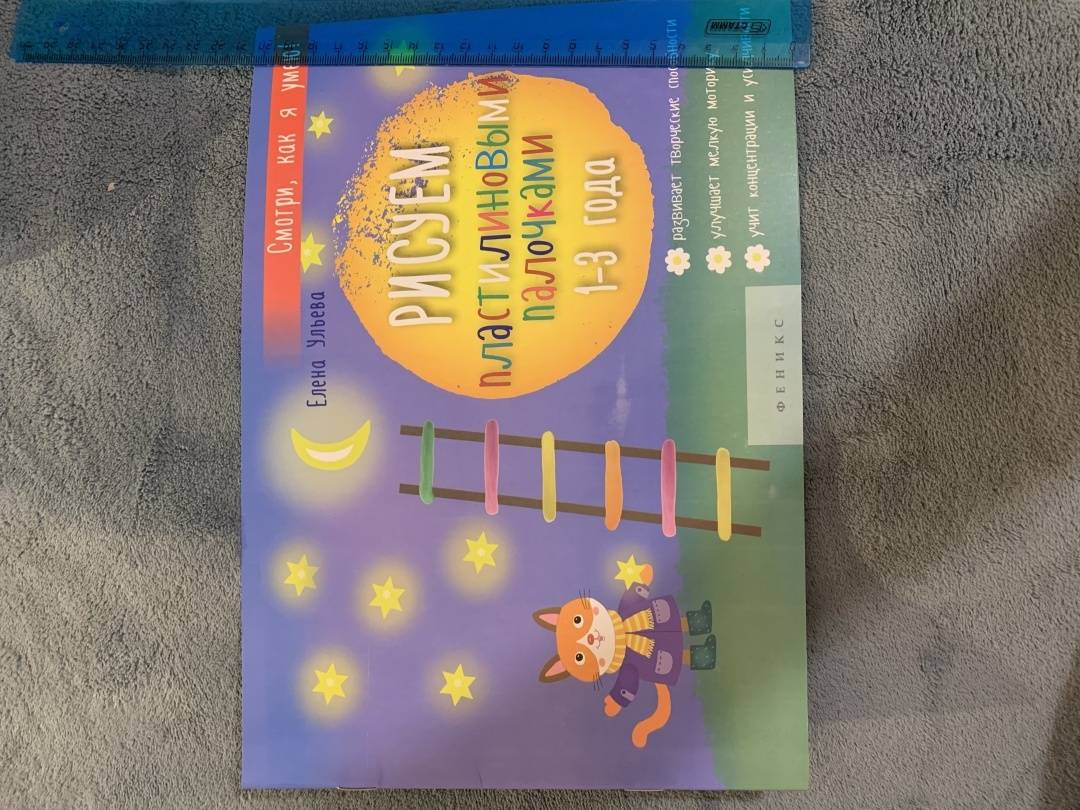 Смотри, как я умею!
Елена Ульева
РИСУЕМ
пластилиновыми
палочками
1-3 года
развивает творческие способности
улучшает мелкую моторику
учит концентрации и усидчивости
ФЕНИКС
СТАММ